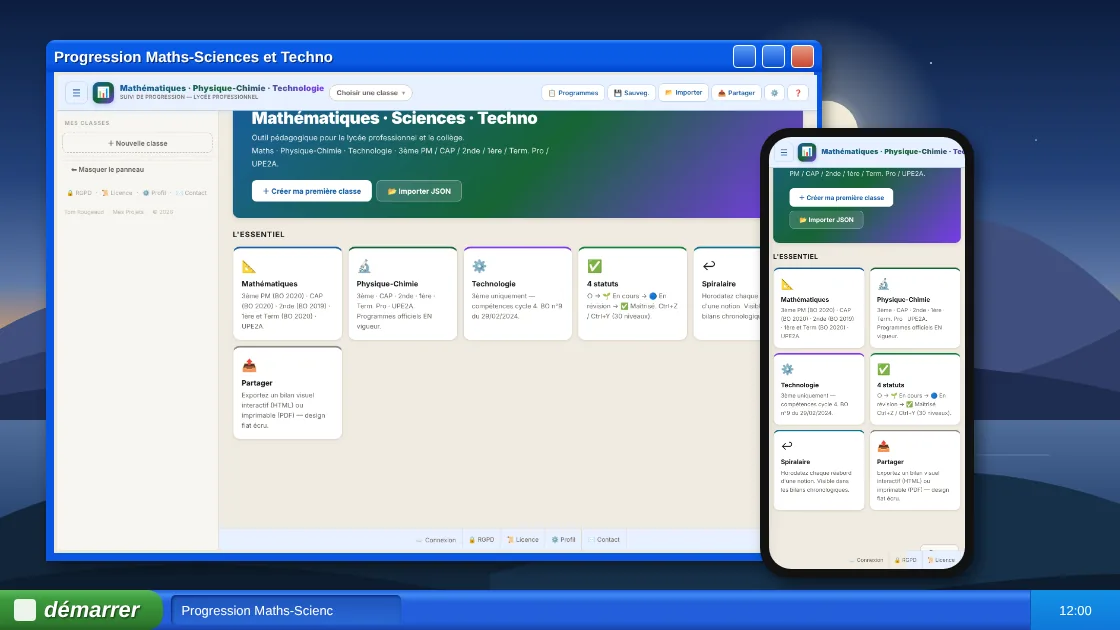 Progression Maths-Sciences et Techno
Mathématiques · Physique-Chimie · Technologie
SUIVI DE PROGRESSION — LYCÉE PROFESSIONNEL
Choisir une classe
Programmes
Sauveg.
Importer
Partager
MES CLASSES
+ Nouvelle classe
Masquer le panneau
RGPD · Licence · Profil · Contact
Tom Fougeaux Mes Projets © 2026
Mathématiques · Sciences · Techno
Outil pédagogique pour le lycée professionnel et le collège.
Maths · Physique-Chimie · Technologie · 3ème PM / CAP / 2nde / 1ère / Term. Pro /
UPE2A.
+ Créer ma première classe
Importer JSON
L'ESSENTIEL
Mathématiques
3ème PM (BO 2020) · CAP
(BO 2020) · 2nde (BO 2019) ·
1ère et Term (BO 2020) ·
UPE2A
Physique-Chimie
3ème · CAP · 2nde · 1ère ·
Term. Pro · UPE2A.
Programmes officiels EN
vigueur.
Technologie
3ème uniquement —
compétences cycle 4. BO n°9
du 29/02/2024.
4 statuts
○ → En cours → En
révision → Maîtrisé. Ctrl+Z
/ Ctrl+Y (30 niveaux).
Spiralaire
Horodatez chaque
d'une notion.
bilans
Partager
Exportez un bilan visuel
interactif (HTML) ou
imprimable (PDF) — design
flat écru.
Connexion
RGPD
Licence
Profil
Contact
Mathématiques · Physique-Chimie · Tec
PM / CAP / 2nde / 1ère / Term. Pro / UPE2A.
+ Créer ma première classe
Importer JSON
L'ESSENTIEL
Mathématiques
3ème PM (BO 2020) · CAP
(BO 2020) · 2nde (BO 2019)
· 1ère et Term (BO 2020) ·
UPE2A
Physique-Chimie
3ème · CAP · 2nde · 1ère ·
Term. Pro · UPE2A.
Programmes officiels EN
vigueur.
Technologie
3ème uniquement —
compétences cycle 4. BO
n°9 du 29/02/2024.
4 statuts
○ → En cours → En
révision → Maîtrisé.
Ctrl+Z / Ctrl+Y (30 niveaux).
Spiralaire
Horodatez chaque réabord
d'une notion. Visible dans
les bilans chronologiques.
Partager
Exportez un bilan visuel
interactif (HTML) ou
imprimable (PDF) — design
flat écru.
Connexion
RGPD
Licence
démarrer
Progression Maths-Scienc
12:00